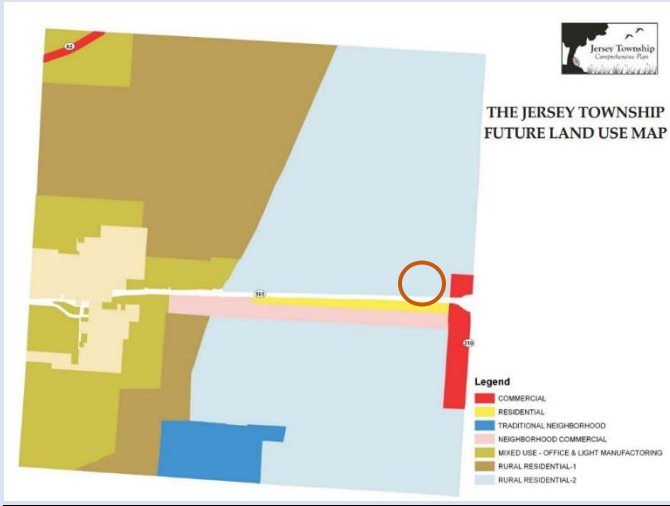 62
Jersey Township
Comprehensive Plan
THE JERSEY TOWNSHIP
FUTURE LAND USE MAP
161
310
Legend
COMMERCIAL
RESIDENTIAL
TRADITIONAL NEIGHBORHOOD
NEIGHBORHOOD COMMERCIAL
MIXED USE - OFFICE & LIGHT MANUFACTORING
RURAL RESIDENTIAL-1
RURAL RESIDENTIAL-2